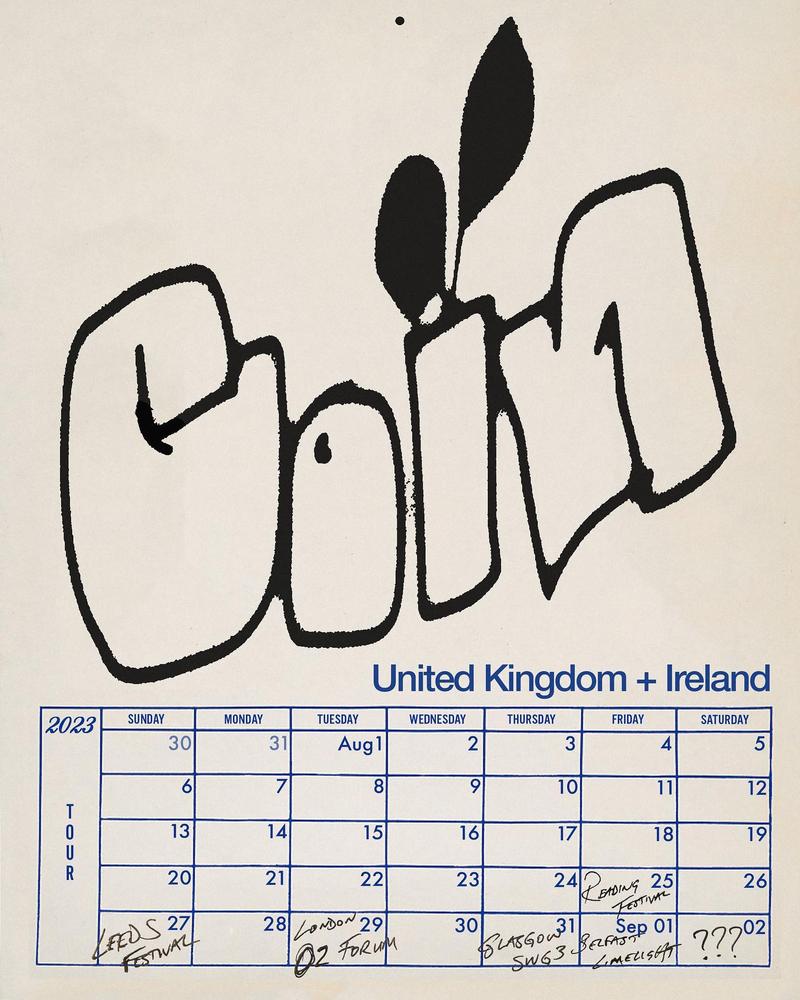 Coin
United Kingdom + Ireland
2023 SUNDAY MONDAY TUESDAY WEDNESDAY THURSDAY FRIDAY SATURDAY
TOUR
30 31 Aug 1 2 3 4 5
6 7 8 9 10 11 12
13 14 15 16 17 18 19
20 21 22 23 24 25 26
READING
FESTIVAL
27 28 29 30 31 Sep 01 02
LEEDS
FESTIVAL
LONDON
O2 FORUM
GLASGOW
SWG3
BELFAST
LIMELIGHT
???